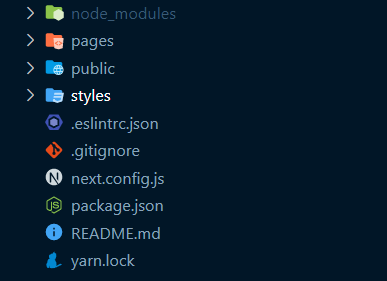 node_modules
pages
public
styles
.eslintrc.json
.gitignore
next.config.js
package.json
README.md
yarn.lock